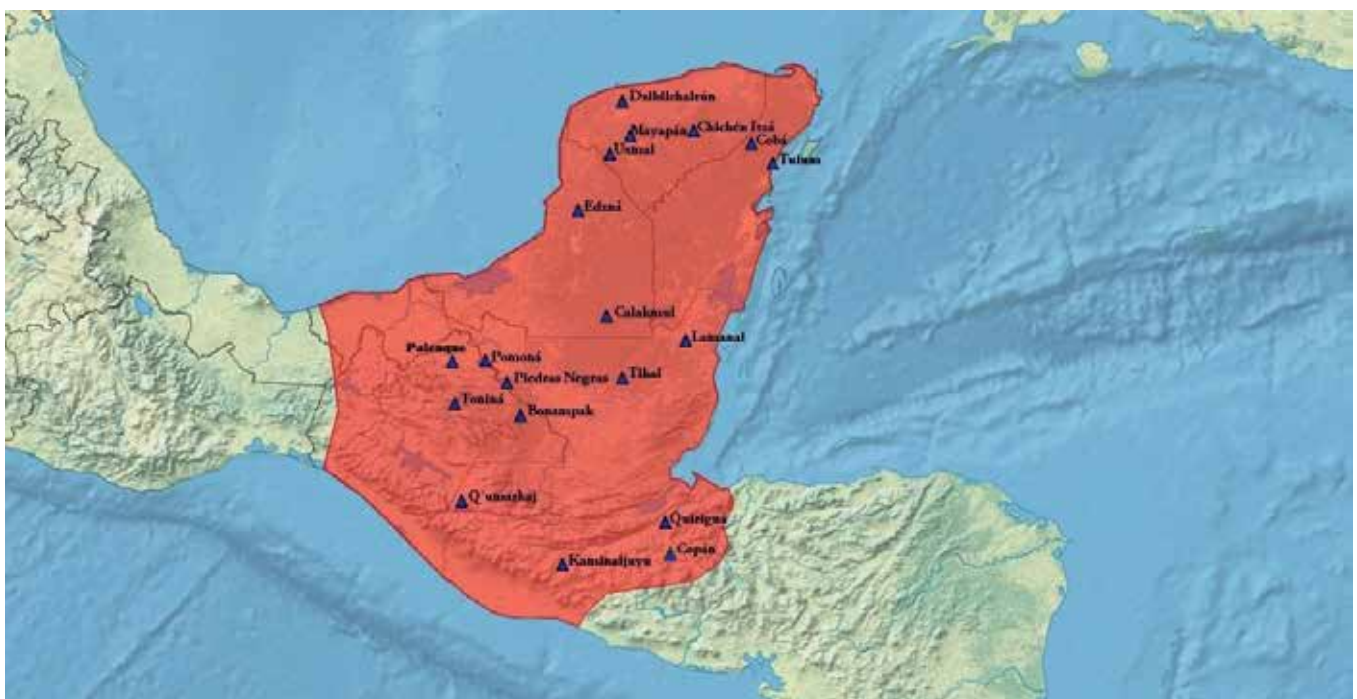 Dzibilchaltún
Mayapán
Chichén Itzá
Uxmal
Cobá
Tulum
Edzná
Calakmul
Lamanai
Palenque
Pomoná
Piedras Negras
Tikal
Toniná
Bonampak
Quiriguá
Copán
Kaminaljuyu